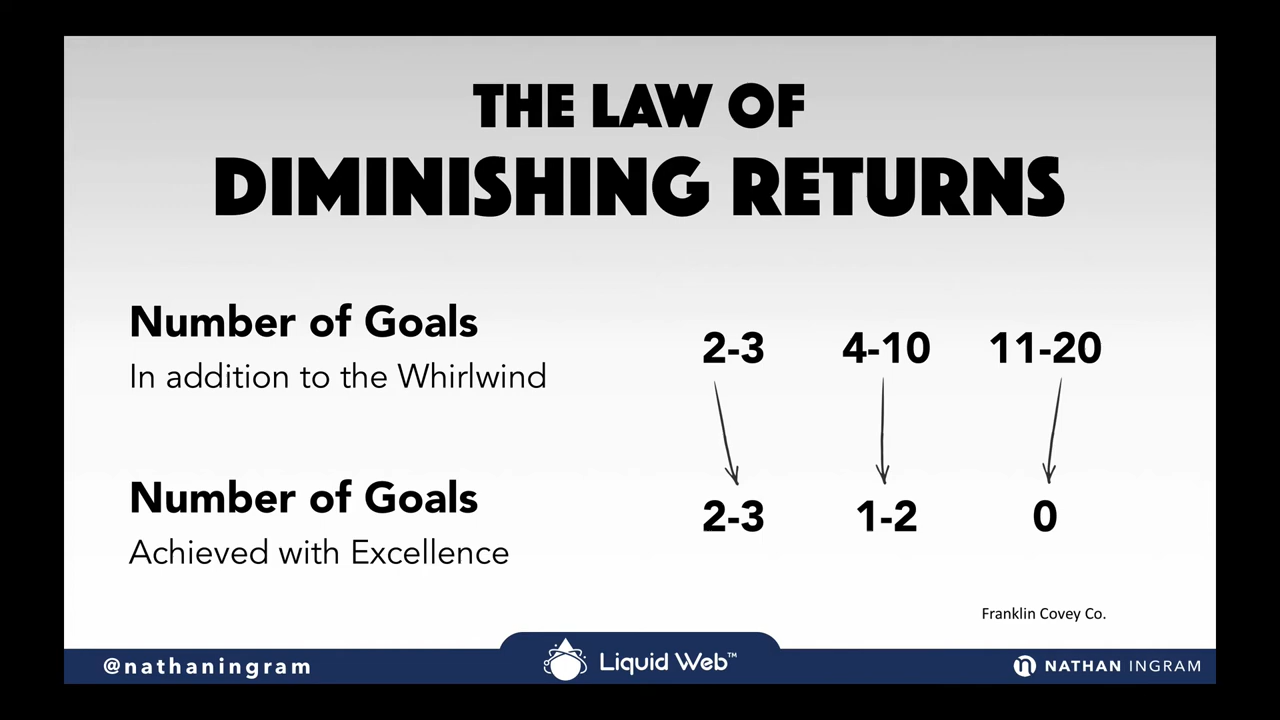 THE LAW OF
DIMINISHING RETURNS
Number of Goals
In addition to the Whirlwind
2-3 4-10 11-20
Number of Goals
Achieved with Excellence
2-3 1-2 0
Franklin Covey Co.
@nathaningram
Liquid Web™
n NATHAN INGRAM